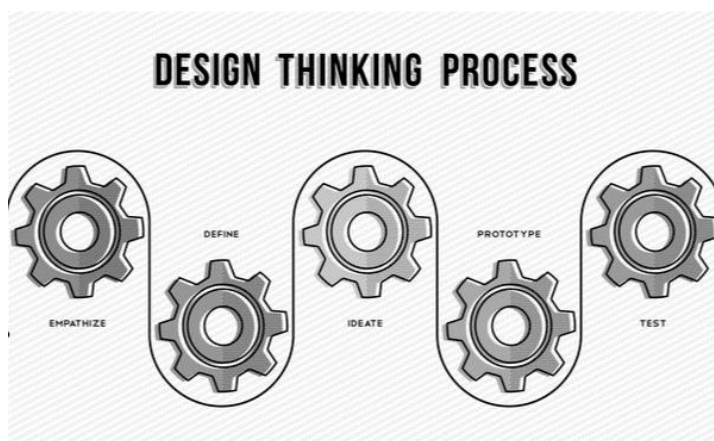 DESIGN THINKING PROCESS
EMPATHIZE
DEFINE
IDEATE
PROTOTYPE
TEST